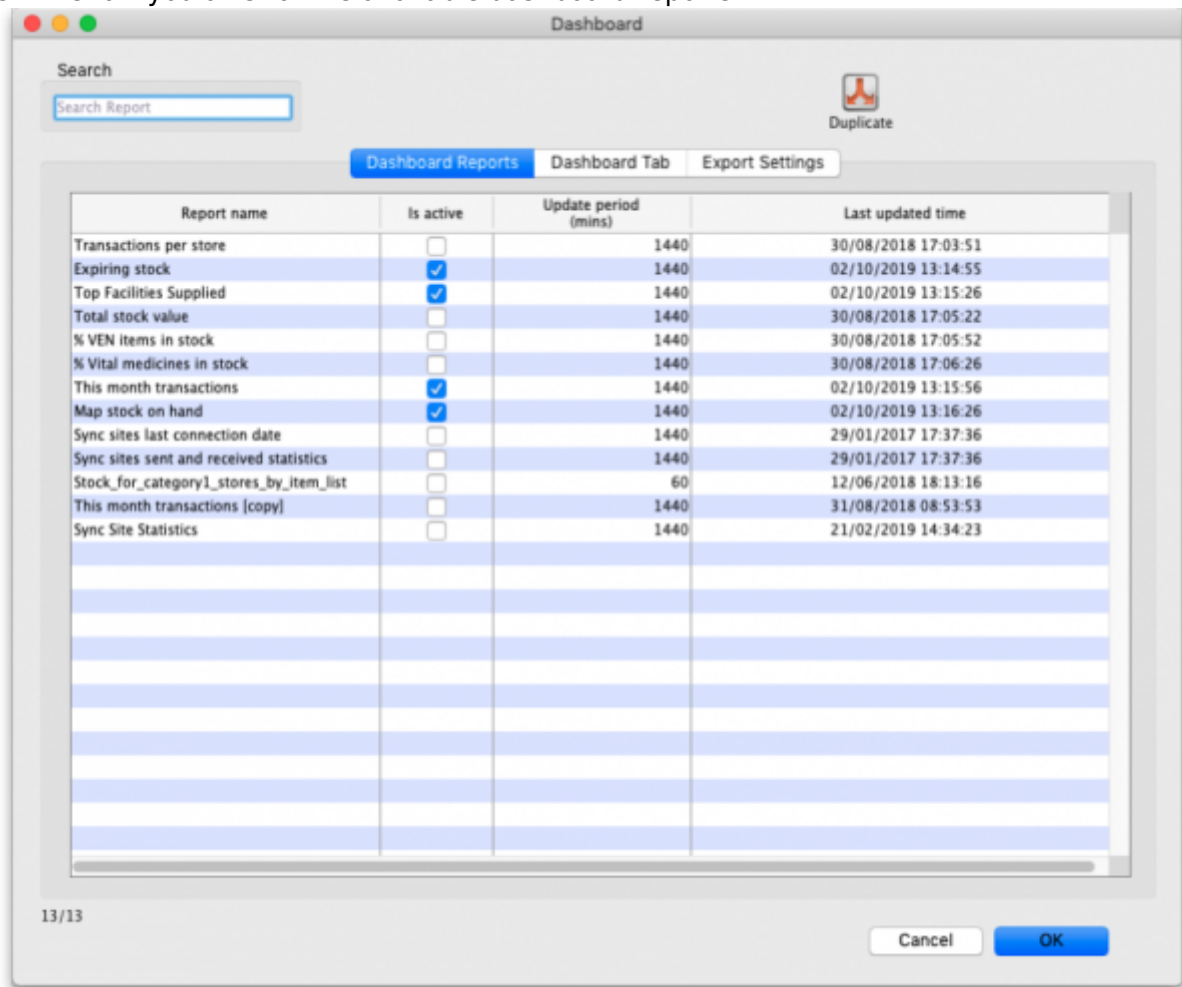 Dashboard
Search
Search Report
Duplicate
Dashboard Reports Dashboard Tab Export Settings
Report name Is active Update period (mins) Last updated time
Transactions per store 1440 30/08/2018 17:03:51
Expiring stock 1440 02/10/2019 13:14:55
Top Facilities Supplied 1440 02/10/2019 13:15:26
Total stock value 1440 30/08/2018 17:05:22
% VEN items in stock 1440 30/08/2018 17:05:52
% Vital medicines in stock 1440 30/08/2018 17:06:26
This month transactions 1440 02/10/2019 13:15:56
Map stock on hand 1440 02/10/2019 13:16:26
Sync sites last connection date 1440 29/01/2017 17:37:36
Sync sites sent and received statistics 1440 29/01/2017 17:37:36
Stock_for_category1_stores_by_item_list 60 12/06/2018 18:13:16
This month transactions [copy] 1440 31/08/2018 08:53:53
Sync Site Statistics 1440 21/02/2019 14:34:23
13/13
Cancel OK